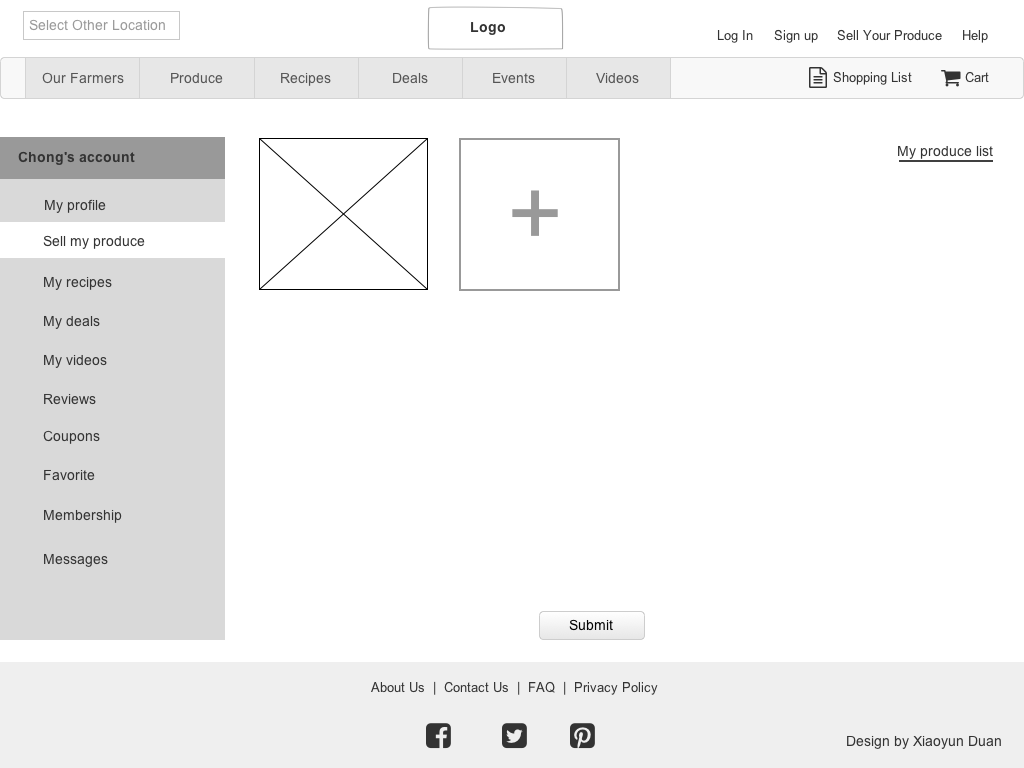 Select Other Location
Logo
Log In Sign up Sell Your Produce Help
Our Farmers Produce Recipes Deals Events Videos Shopping List Cart
Chong's account
My produce list
My profile
Sell my produce
My recipes
My deals
My videos
Reviews
Coupons
Favorite
Membership
Messages
Submit
About Us | Contact Us | FAQ | Privacy Policy
Design by Xiaoyun Duan